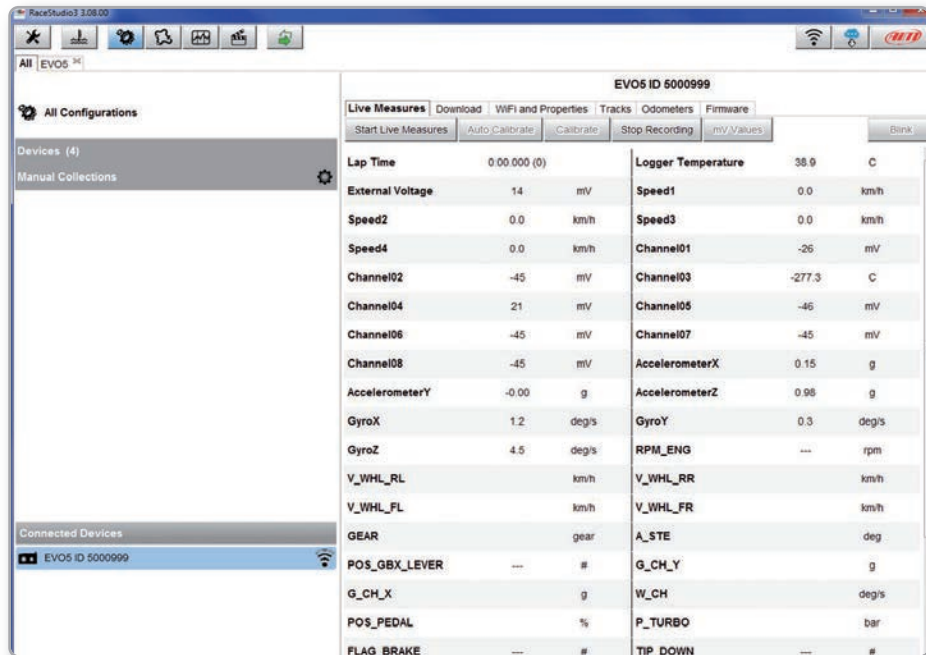 RaceStudio3 3.08.00
AiM
All EVO5
EVO5 ID 5000999
All Configurations
Live Measures Download WiFi and Properties Tracks Odometers Firmware
Start Live Measures Auto Calibrate Calibrate Stop Recording mV Values Blink
Devices (4)
Manual Collections
Lap Time 0:00.000 (0) Logger Temperature 38.9 C
External Voltage 14 mV Speed1 0.0 km/h
Speed2 0.0 km/h Speed3 0.0 km/h
Speed4 0.0 km/h Channel01 -26 mV
Channel02 -45 mV Channel03 -277.3 C
Channel04 21 mV Channel05 -46 mV
Channel06 -45 mV Channel07 -45 mV
Channel08 -45 mV AccelerometerX 0.15 g
AccelerometerY -0.00 g AccelerometerZ 0.98 g
GyroX 1.2 deg/s GyroY 0.3 deg/s
GyroZ 4.5 deg/s RPM_ENG --- rpm
V_WHL_RL km/h V_WHL_RR km/h
V_WHL_FL km/h V_WHL_FR km/h
Connected Devices
GEAR gear A_STE deg
EVO5 ID 5000999
POS_GBX_LEVER --- # G_CH_Y g
G_CH_X g W_CH deg/s
POS_PEDAL % P_TURBO bar
FLAG_BRAKE --- # TIP_DOWN --- #